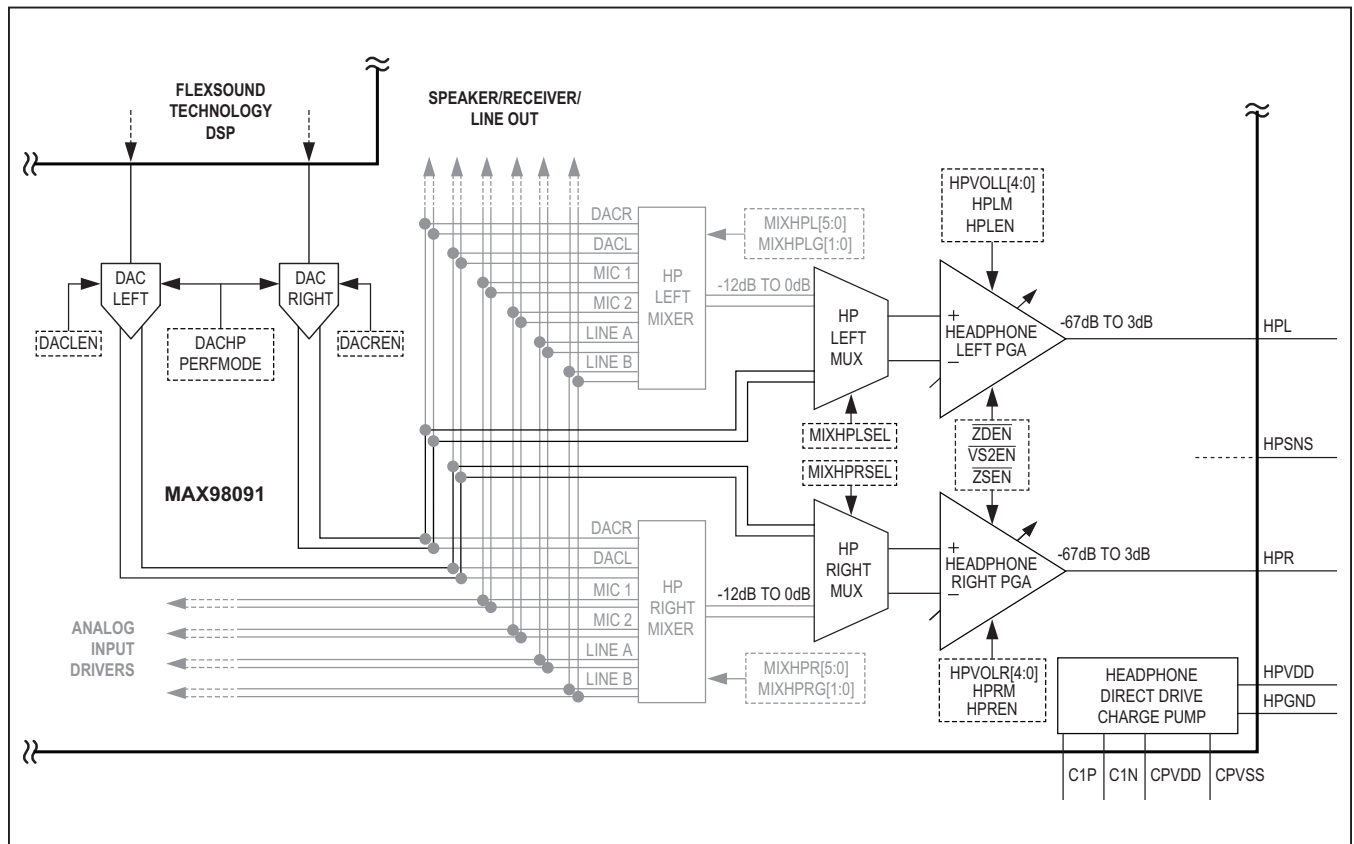 FLEXSOUND
TECHNOLOGY
DSP
SPEAKER/RECEIVER/
LINE OUT
DAC
LEFT
DAC
RIGHT
DACLEN
DACHP
PERFMODE
DACREN
DACR
DACL
MIC 1
MIC 2
LINE A
LINE B
HP
LEFT
MIXER
MIXHPL[5:0]
MIXHPLG[1:0]
-12dB TO 0dB
HP
LEFT
MUX
MIXHPLSEL
HPVOLL[4:0]
HPLM
HPLEN
+
HEADPHONE
LEFT PGA
−
-67dB TO 3dB
HPL
ZDEN
VS2EN
ZSEN
HPSNS
MAX98091
MIXHPRSEL
DACR
DACL
MIC 1
MIC 2
LINE A
LINE B
HP
RIGHT
MIXER
-12dB TO 0dB
MIXHPR[5:0]
MIXHPRG[1:0]
HP
RIGHT
MUX
+
HEADPHONE
RIGHT PGA
−
-67dB TO 3dB
HPR
ANALOG
INPUT
DRIVERS
HPVOLR[4:0]
HPRM
HPREN
HEADPHONE
DIRECT DRIVE
CHARGE PUMP
HPVDD
HPGND
C1P
C1N
CPVDD
CPVSS